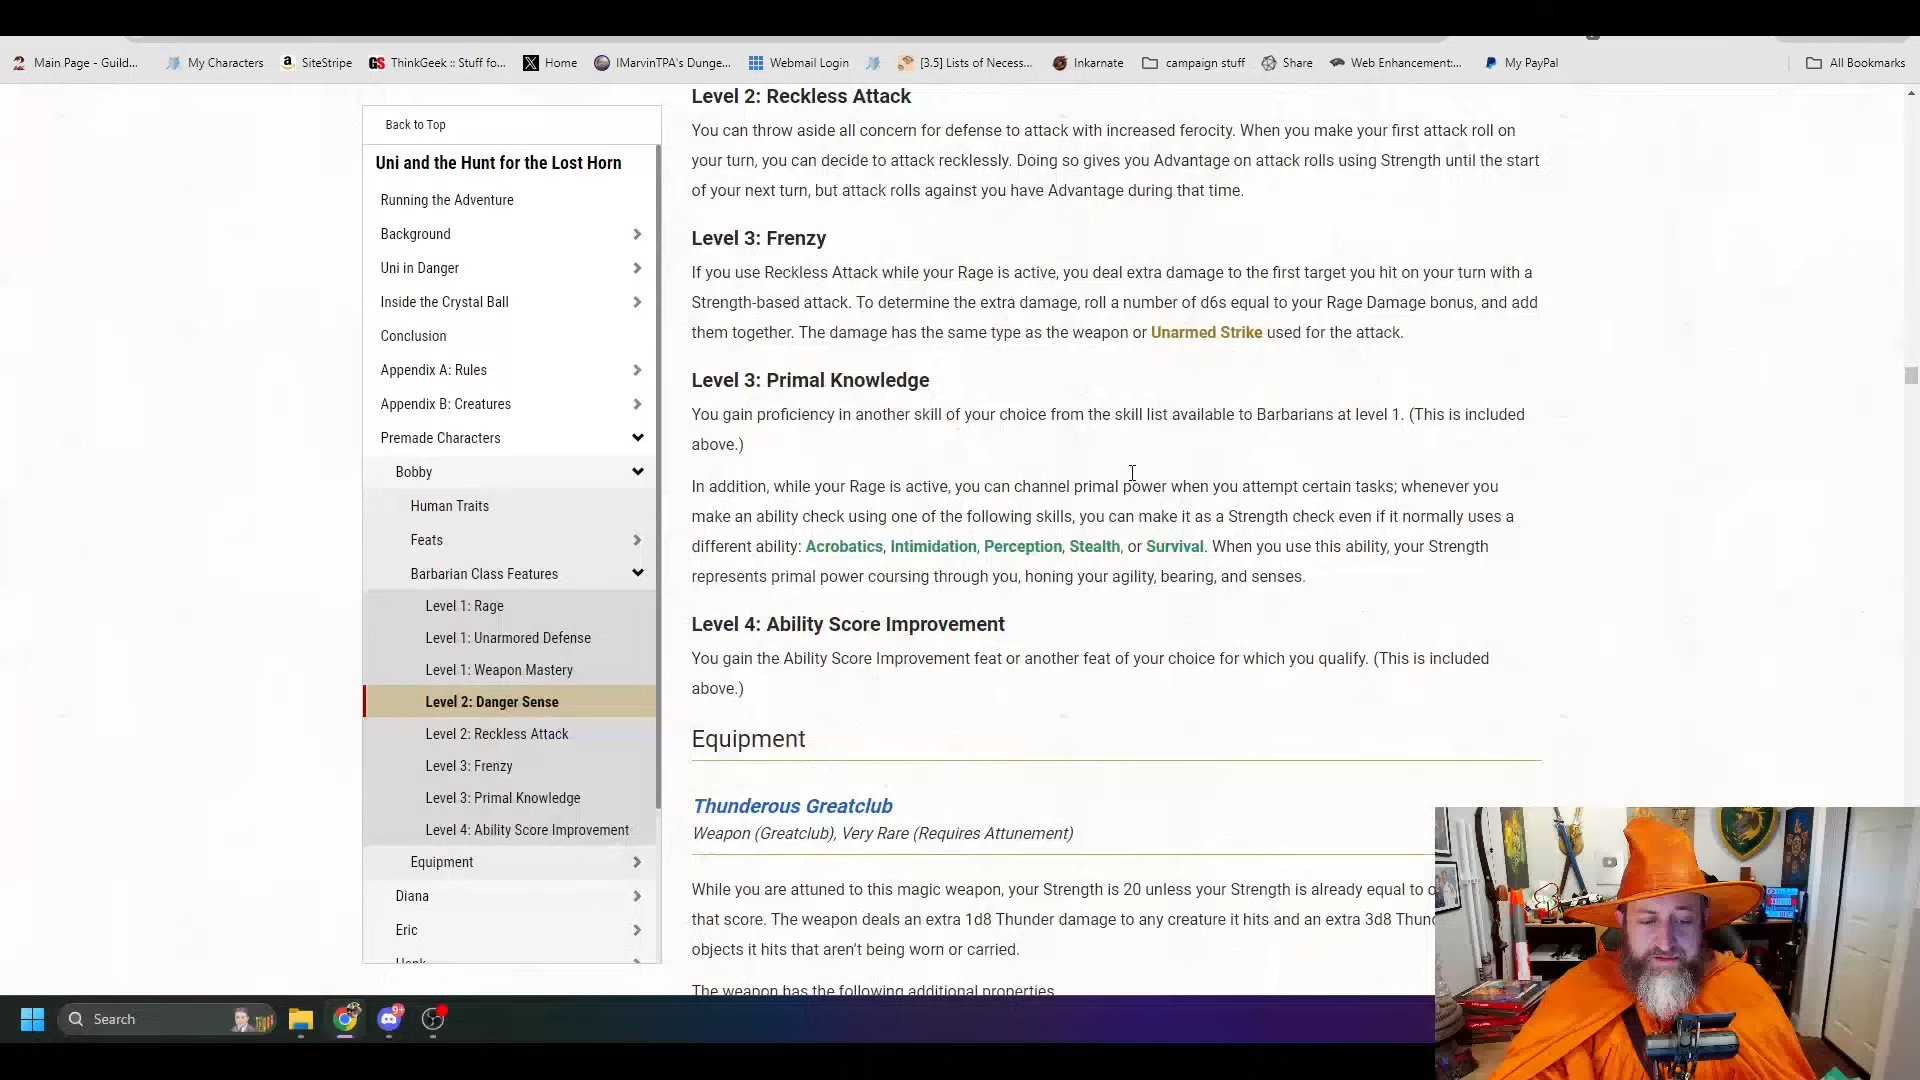 Main Page - Guild...
My Characters
SiteStripe
ThinkGeek :: Stuff fo...
Home
IMarvinTPA's Dunge...
Webmail Login
[3.5] Lists of Necess...
Inkarnate
campaign stuff
Share
Web Enhancement:...
My PayPal
All Bookmarks
Back to Top
Uni and the Hunt for the Lost Horn
Running the Adventure
Background
Uni in Danger
Inside the Crystal Ball
Conclusion
Appendix A: Rules
Appendix B: Creatures
Premade Characters
Bobby
Human Traits
Feats
Barbarian Class Features
Level 1: Rage
Level 1: Unarmored Defense
Level 1: Weapon Mastery
Level 2: Danger Sense
Level 2: Reckless Attack
Level 3: Frenzy
Level 3: Primal Knowledge
Level 4: Ability Score Improvement
Equipment
Diana
Eric
Hank
Level 2: Reckless Attack
You can throw aside all concern for defense to attack with increased ferocity. When you make your first attack roll on
your turn, you can decide to attack recklessly. Doing so gives you Advantage on attack rolls using Strength until the start
of your next turn, but attack rolls against you have Advantage during that time.
Level 3: Frenzy
If you use Reckless Attack while your Rage is active, you deal extra damage to the first target you hit on your turn with a
Strength-based attack. To determine the extra damage, roll a number of d6s equal to your Rage Damage bonus, and add
them together. The damage has the same type as the weapon or Unarmed Strike used for the attack.
Level 3: Primal Knowledge
You gain proficiency in another skill of your choice from the skill list available to Barbarians at level 1. (This is included
above.)
In addition, while your Rage is active, you can channel primal power when you attempt certain tasks; whenever you
make an ability check using one of the following skills, you can make it as a Strength check even if it normally uses a
different ability: Acrobatics, Intimidation, Perception, Stealth, or Survival. When you use this ability, your Strength
represents primal power coursing through you, honing your agility, bearing, and senses.
Level 4: Ability Score Improvement
You gain the Ability Score Improvement feat or another feat of your choice for which you qualify. (This is included
above.)
Equipment
Thunderous Greatclub
Weapon (Greatclub), Very Rare (Requires Attunement)
While you are attuned to this magic weapon, your Strength is 20 unless your Strength is already equal to
that score. The weapon deals an extra 1d8 Thunder damage to any creature it hits and an extra 3d8
objects it hits that aren't being worn or carried.
The weapon has the following additional properties
Search
9+